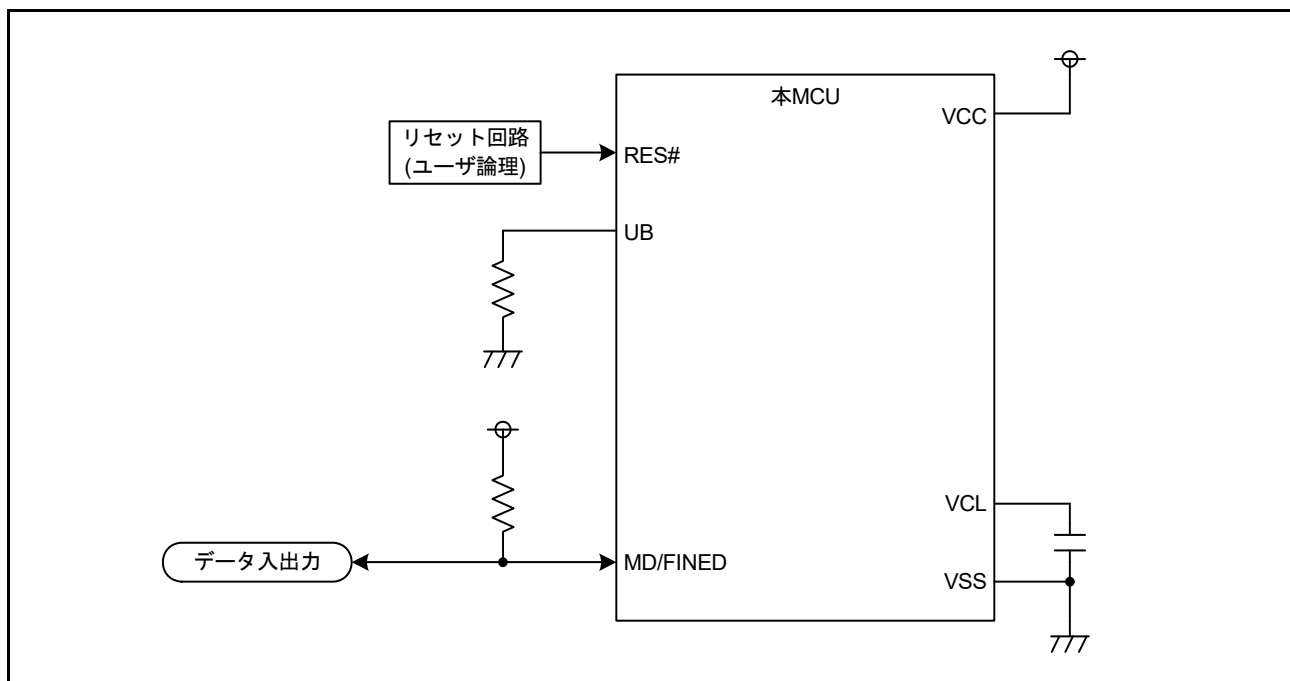 本MCU
VCC
リセット回路
(ユーザ論理)
RES#
UB
VCL
データ入出力
MD/FINED
VSS